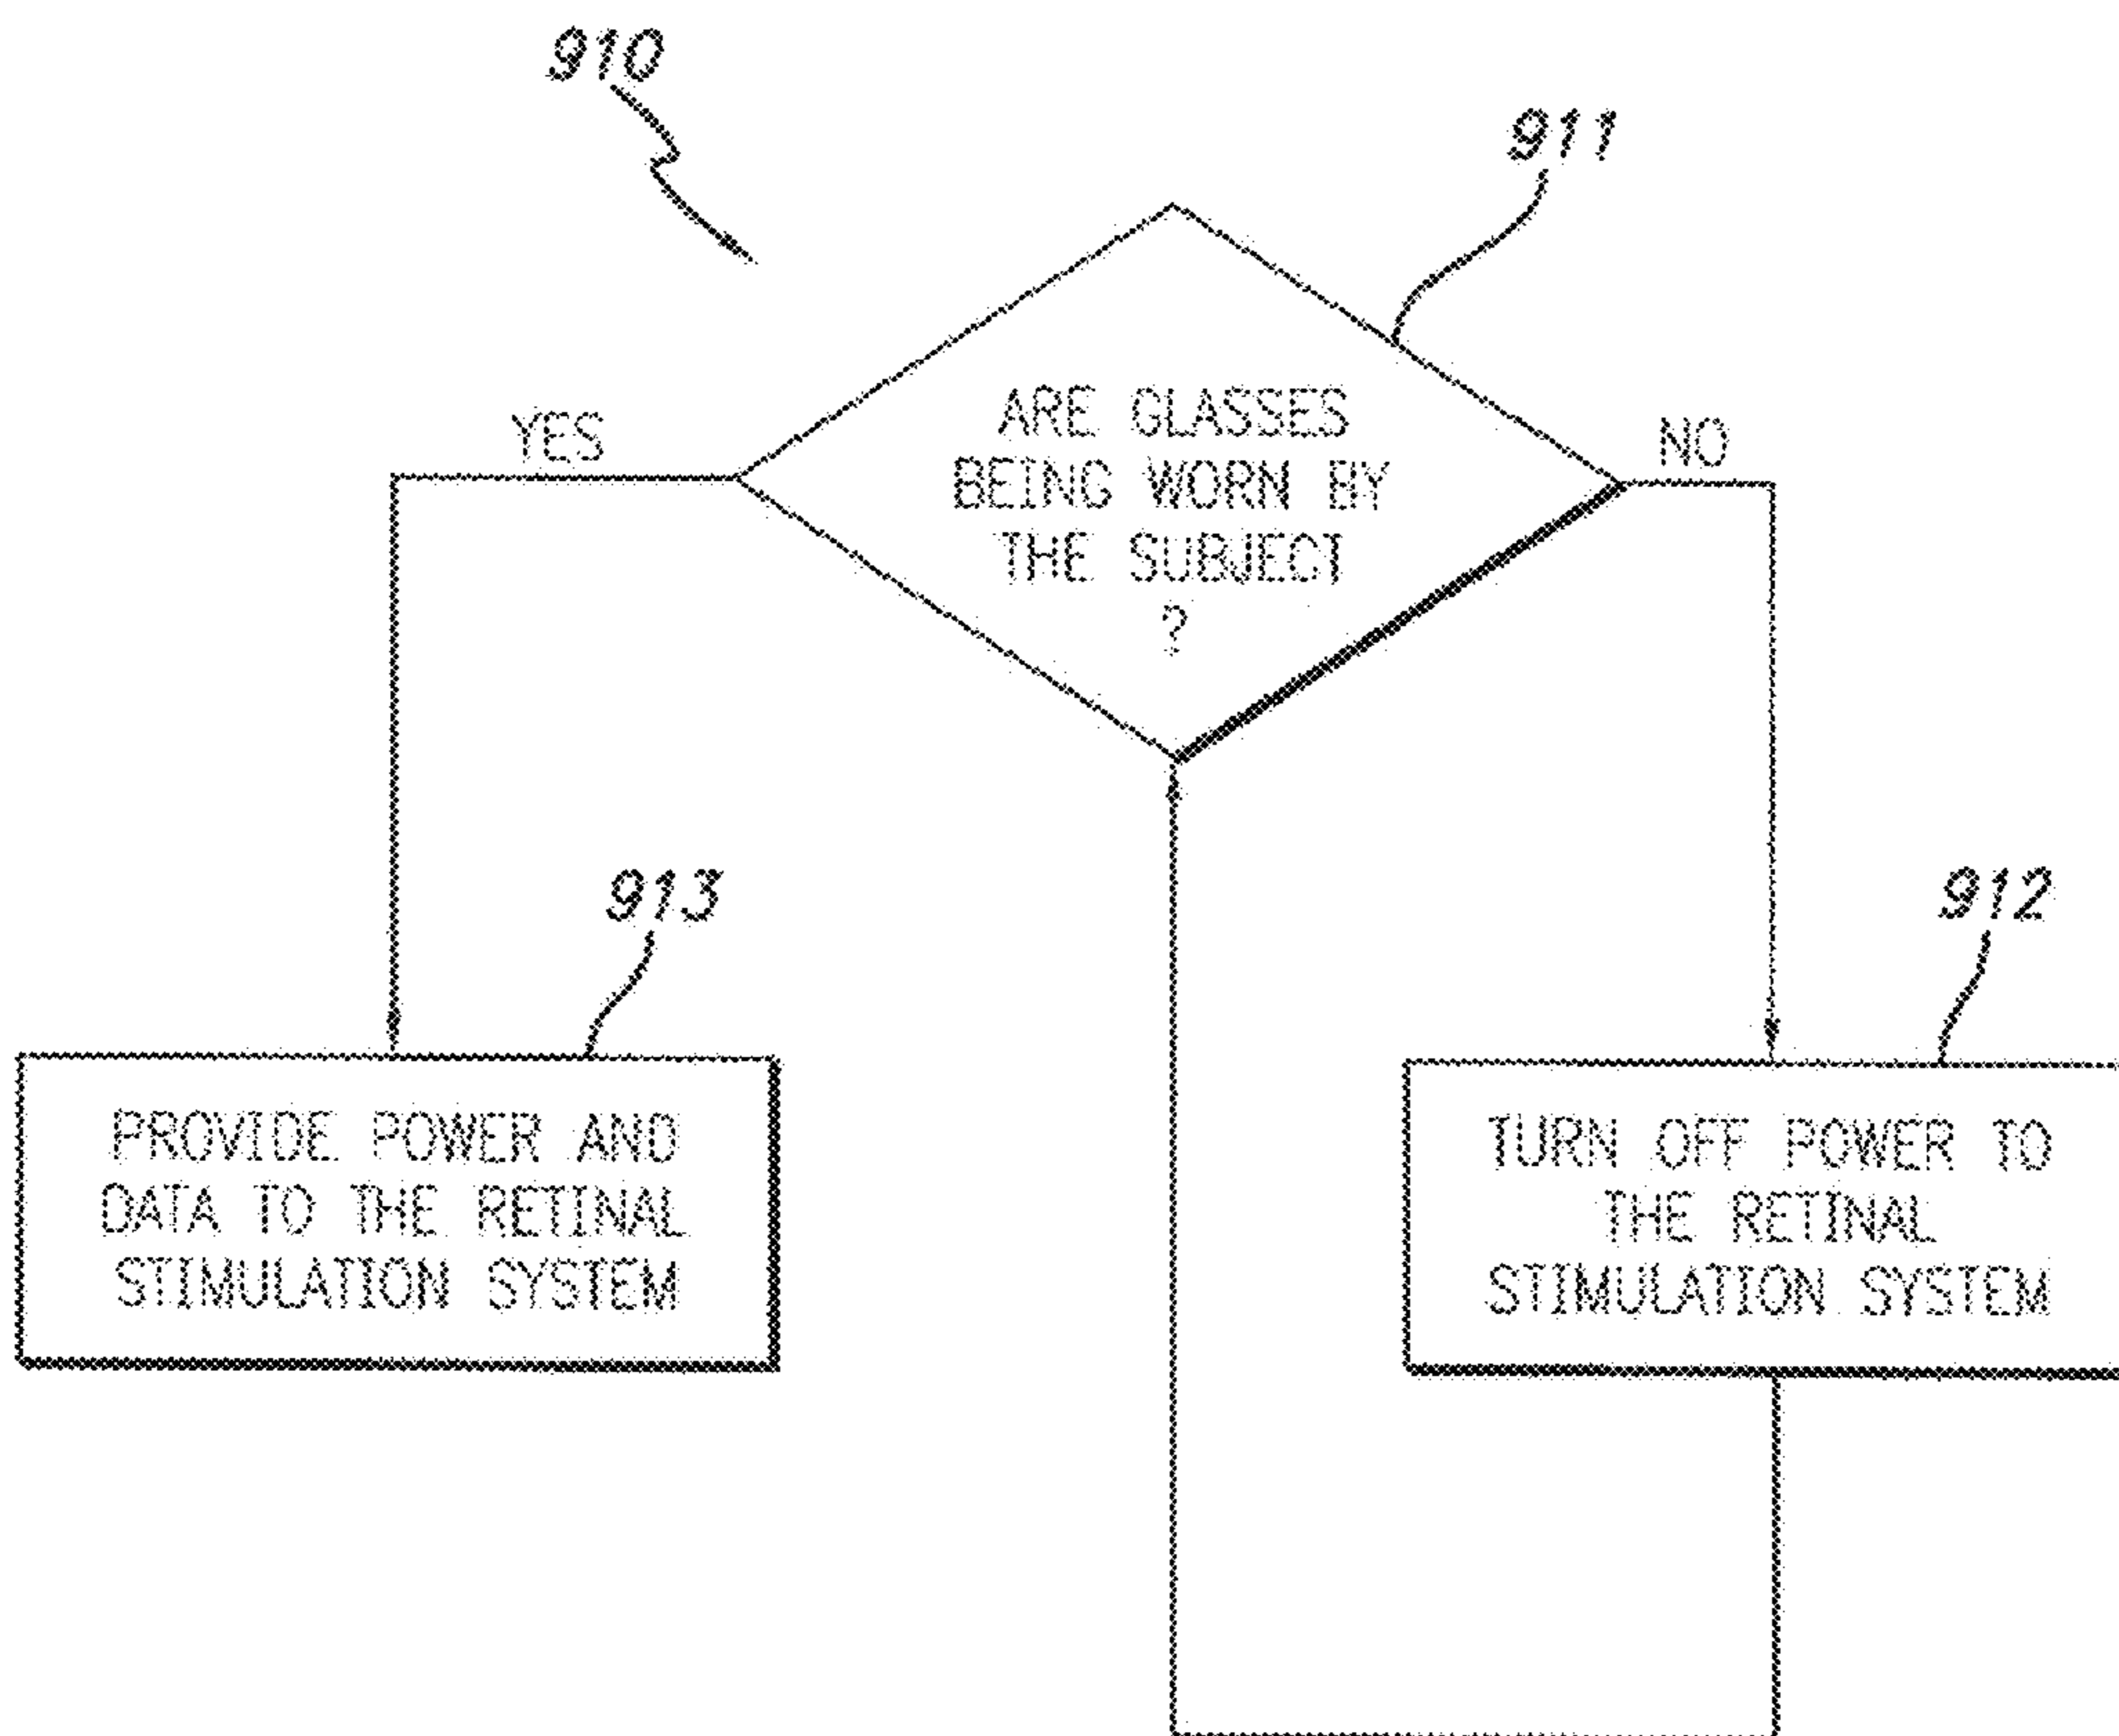 910
911
ARE GLASSES
BEING WORN BY
THE SUBJECT
?
YES
NO
913
912
PROVIDE POWER AND
DATA TO THE RETINAL
STIMULATION SYSTEM
TURN OFF POWER TO
THE RETINAL
STIMULATION SYSTEM